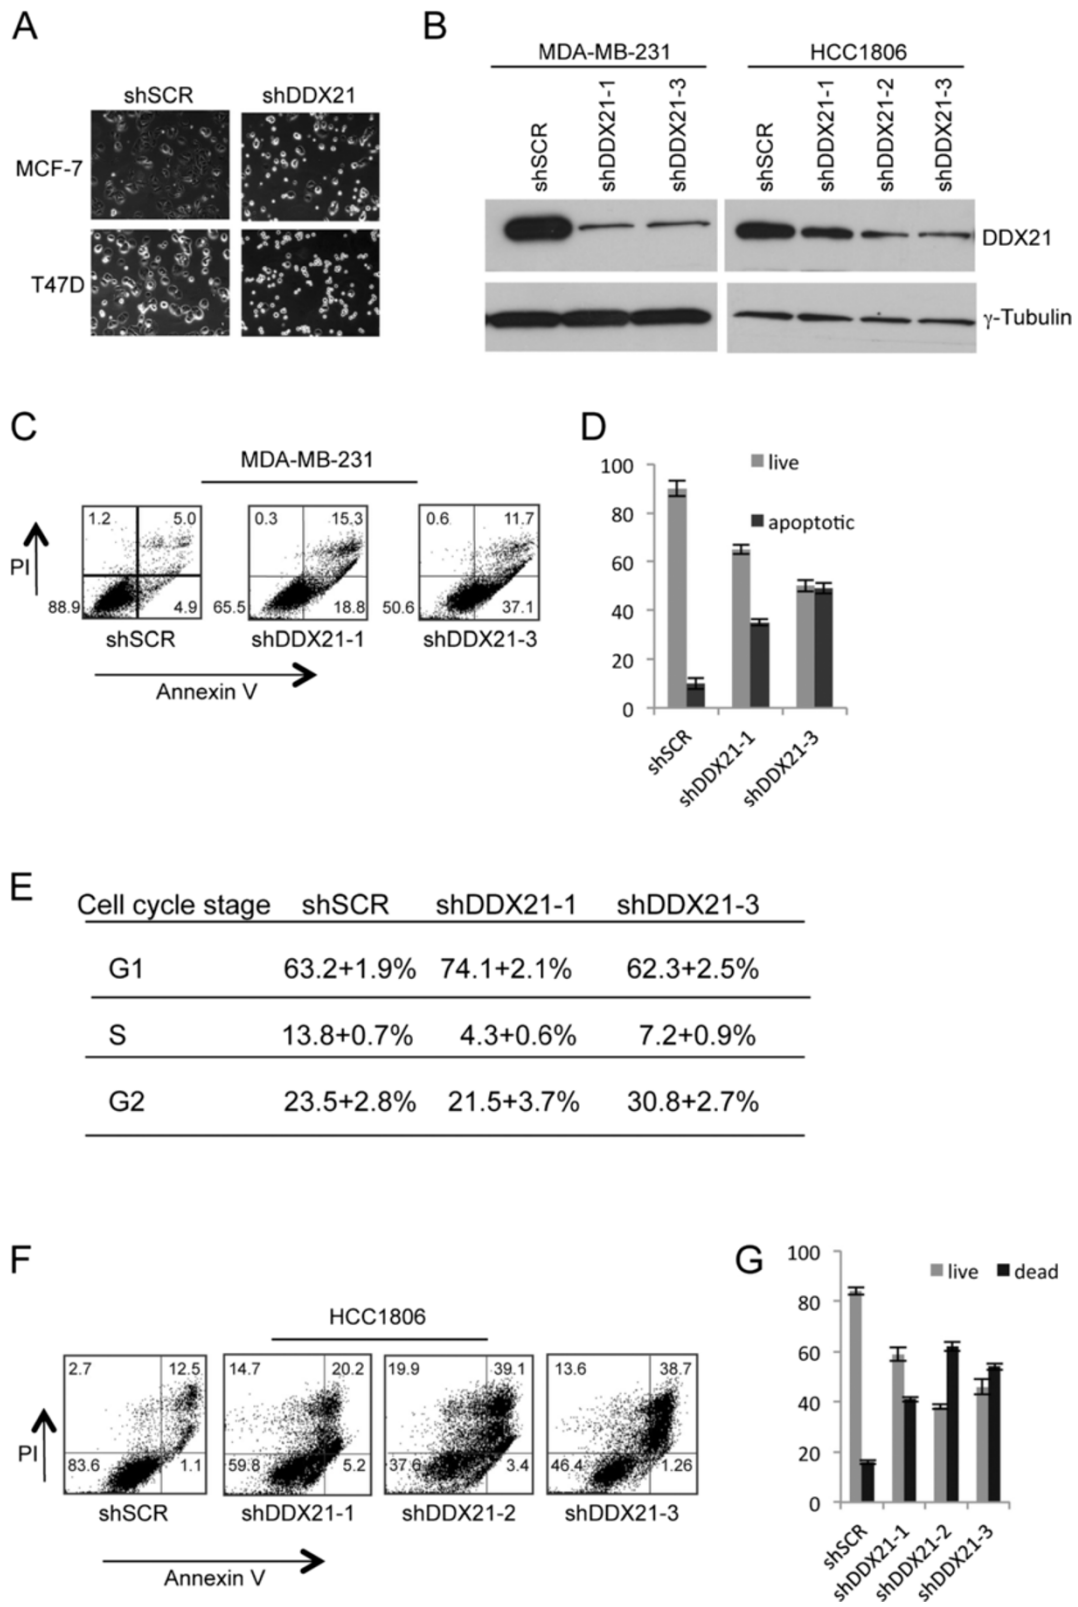 A
shSCR shDDX21
MCF-7
T47D
B
MDA-MB-231 HCC1806
shSCR shDDX21-1 shDDX21-3 shSCR shDDX21-1 shDDX21-2 shDDX21-3
DDX21
γ-Tubulin
C
MDA-MB-231
1.2 5.0 0.3 15.3 0.6 11.7
PI
88.9 4.9 65.5 18.8 50.6 37.1
shSCR shDDX21-1 shDDX21-3
Annexin V
D
100
80
60
40
20
0
live
apoptotic
shSCR shDDX21-1 shDDX21-3
E
Cell cycle stage shSCR shDDX21-1 shDDX21-3
G1 63.2+1.9% 74.1+2.1% 62.3+2.5%
S 13.8+0.7% 4.3+0.6% 7.2+0.9%
G2 23.5+2.8% 21.5+3.7% 30.8+2.7%
F
HCC1806
2.7 12.5 14.7 20.2 19.9 39.1 13.6 38.7
PI
83.6 1.1 59.8 5.2 37.6 3.4 46.4 1.26
shSCR shDDX21-1 shDDX21-2 shDDX21-3
Annexin V
G
100
80
60
40
20
0
live dead
shSCR shDDX21-1 shDDX21-2 shDDX21-3